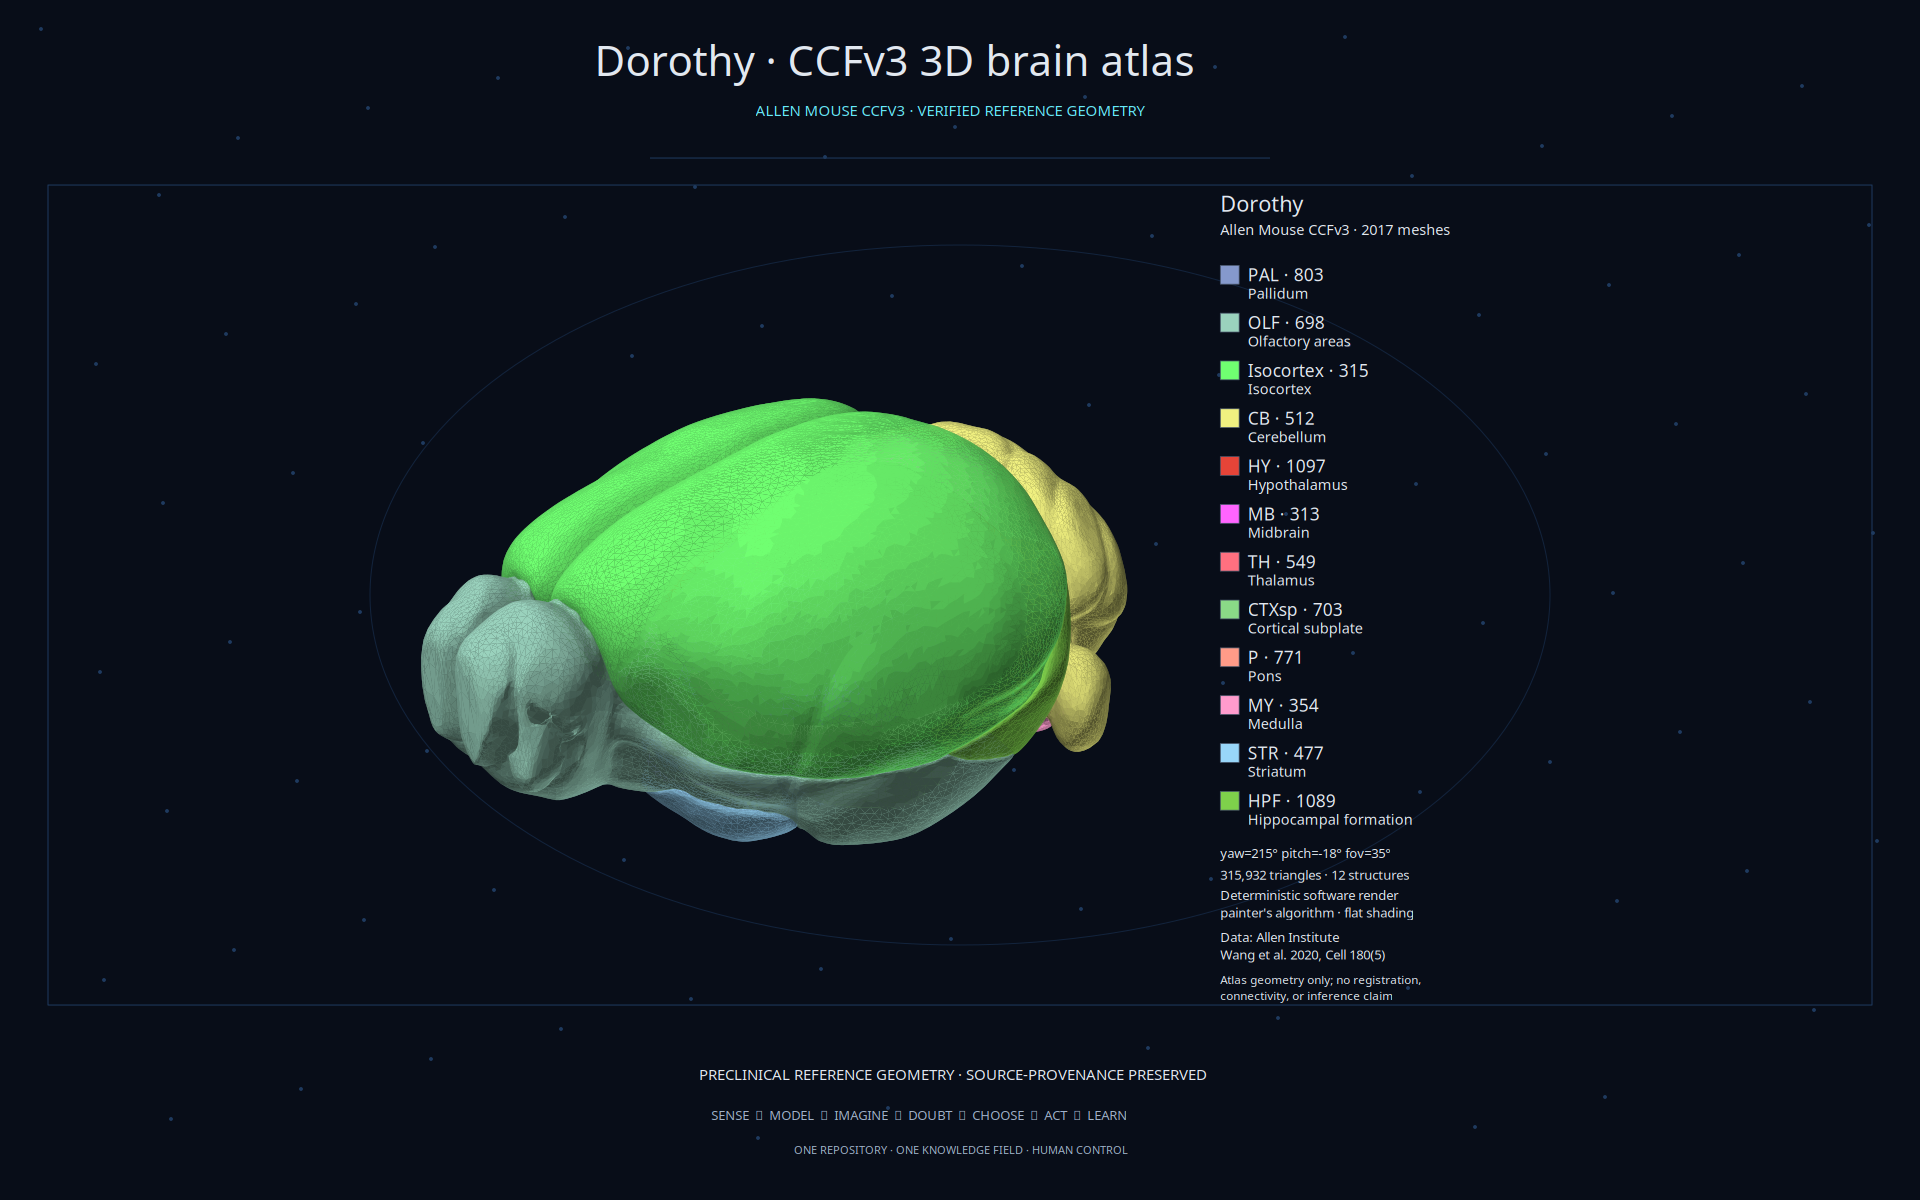 Dorothy · CCFv3 3D brain atlas
ALLEN MOUSE CCFV3 · VERIFIED REFERENCE GEOMETRY
Dorothy
Allen Mouse CCFv3 · 2017 meshes
PAL · 803
Pallidum
OLF · 698
Olfactory areas
Isocortex · 315
Isocortex
CB · 512
Cerebellum
HY · 1097
Hypothalamus
MB · 313
Midbrain
TH · 549
Thalamus
CTXsp · 703
Cortical subplate
P · 771
Pons
MY · 354
Medulla
STR · 477
Striatum
HPF · 1089
Hippocampal formation
yaw=215° pitch=-18° fov=35°
315,932 triangles · 12 structures
Deterministic software render
painter's algorithm · flat shading
Data: Allen Institute
Wang et al. 2020, Cell 180(5)
Atlas geometry only; no registration,
connectivity, or inference claim
PRECLINICAL REFERENCE GEOMETRY · SOURCE-PROVENANCE PRESERVED
SENSE ▯ MODEL ▯ IMAGINE ▯ DOUBT ▯ CHOOSE ▯ ACT ▯ LEARN
ONE REPOSITORY · ONE KNOWLEDGE FIELD · HUMAN CONTROL